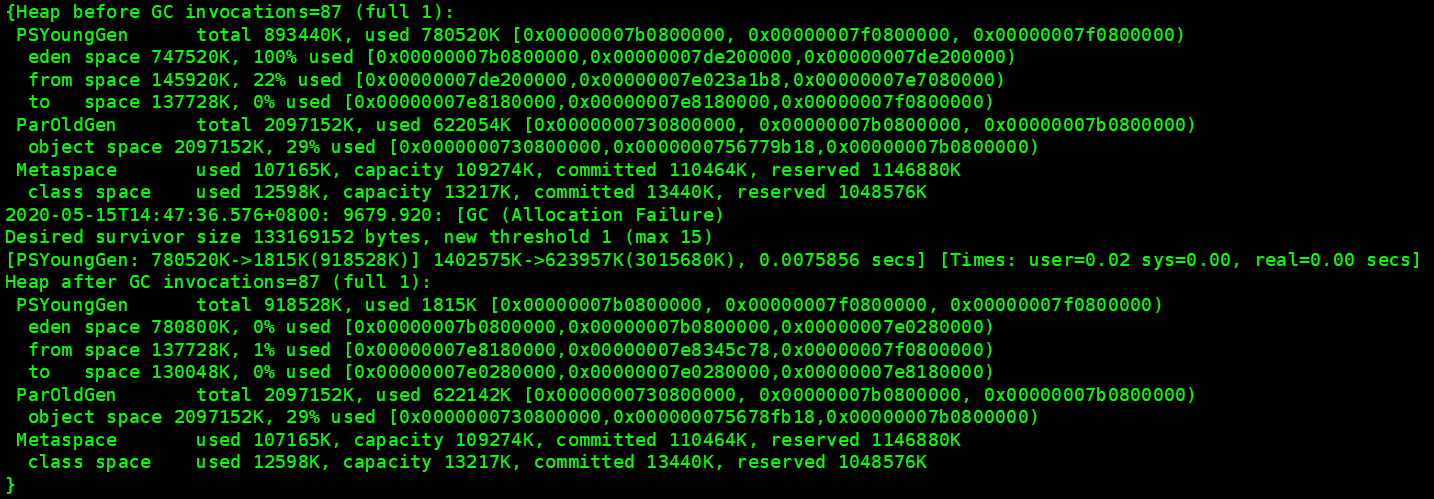 {Heap before GC invocations=87 (full 1):
 PSYoungGen      total 893440K, used 780520K [0x00000007b0800000, 0x00000007f0800000, 0x00000007f0800000)
  eden space 747520K, 100% used [0x00000007b0800000,0x00000007de200000,0x00000007de200000)
  from space 145920K, 22% used [0x00000007de200000,0x00000007e023a1b8,0x00000007e7080000)
  to   space 137728K, 0% used [0x00000007e8180000,0x00000007e8180000,0x00000007f0800000)
 ParOldGen       total 2097152K, used 622054K [0x0000000730800000, 0x00000007b0800000, 0x00000007b0800000)
  object space 2097152K, 29% used [0x0000000730800000,0x0000000756779b18,0x00000007b0800000)
 Metaspace       used 107165K, capacity 109274K, committed 110464K, reserved 1146880K
  class space    used 12598K, capacity 13217K, committed 13440K, reserved 1048576K
2020-05-15T14:47:36.576+0800: 9679.920: [GC (Allocation Failure)
Desired survivor size 133169152 bytes, new threshold 1 (max 15)
[PSYoungGen: 780520K->1815K(918528K)] 1402575K->623957K(3015680K), 0.0075856 secs] [Times: user=0.02 sys=0.00, real=0.00 secs]
Heap after GC invocations=87 (full 1):
 PSYoungGen      total 918528K, used 1815K [0x00000007b0800000, 0x00000007f0800000, 0x00000007f0800000)
  eden space 780800K, 0% used [0x00000007b0800000,0x00000007b0800000,0x00000007e0280000)
  from space 137728K, 1% used [0x00000007e8180000,0x00000007e8345c78,0x00000007f0800000)
  to   space 130048K, 0% used [0x00000007e0280000,0x00000007e0280000,0x00000007e8180000)
 ParOldGen       total 2097152K, used 622142K [0x0000000730800000, 0x00000007b0800000, 0x00000007b0800000)
  object space 2097152K, 29% used [0x0000000730800000,0x000000075678fb18,0x00000007b0800000)
 Metaspace       used 107165K, capacity 109274K, committed 110464K, reserved 1146880K
  class space    used 12598K, capacity 13217K, committed 13440K, reserved 1048576K
}